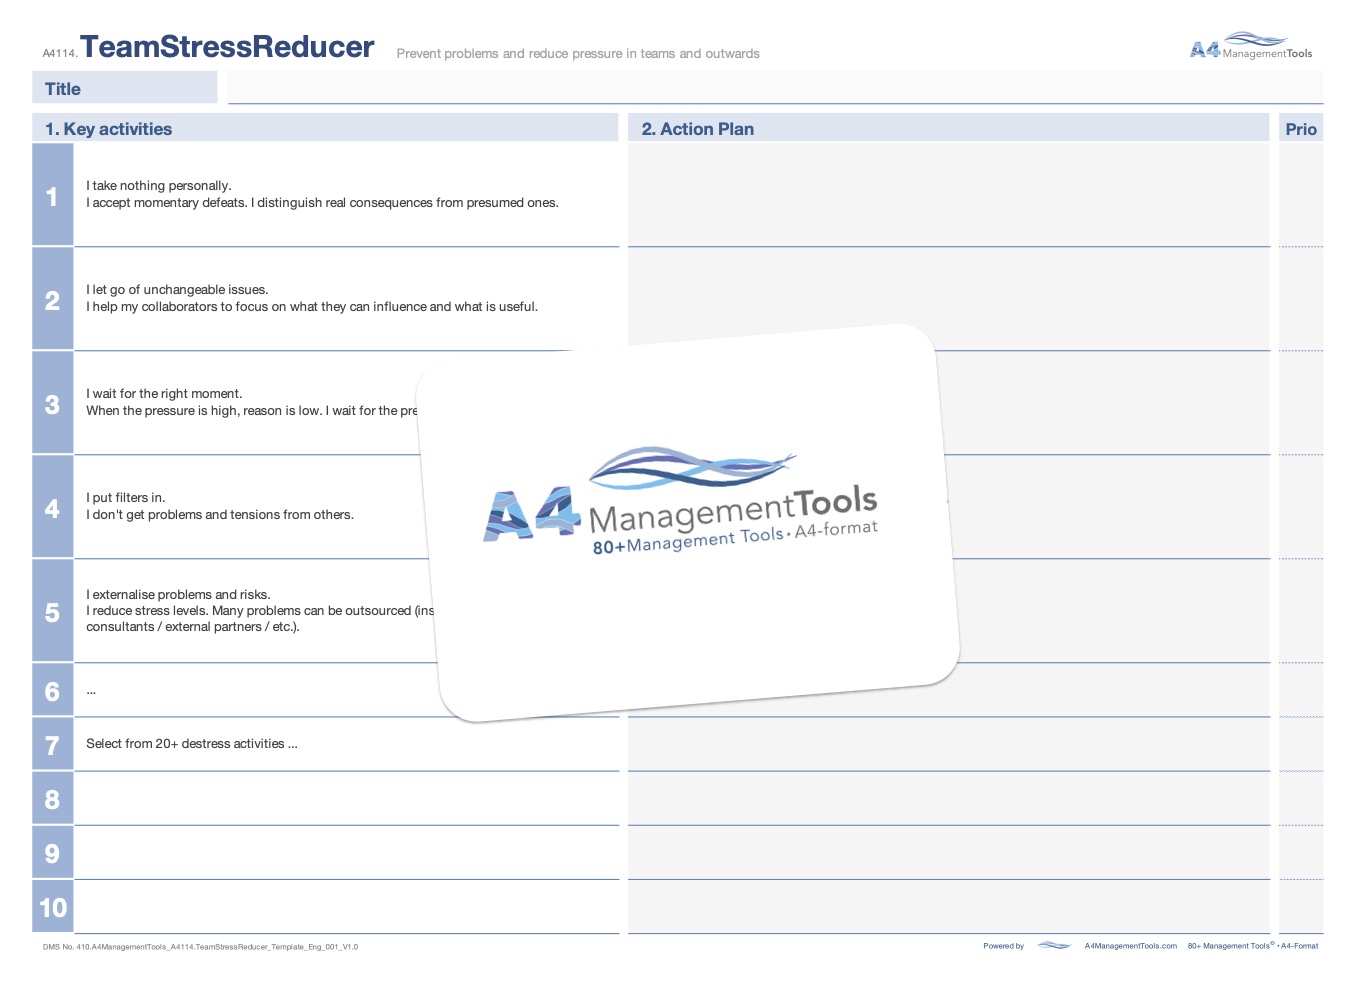 A4114. TeamStressReducer Prevent problems and reduce pressure in teams and outwards A4 ManagementTools
Title
1. Key activities 2. Action Plan Prio
1
I take nothing personally.
I accept momentary defeats. I distinguish real consequences from presumed ones.
2
I let go of unchangeable issues.
I help my collaborators to focus on what they can influence and what is useful.
3
I wait for the right moment.
When the pressure is high, reason is low. I wait for the
4
I put filters in.
I don't get problems and tensions from others.
5
I externalise problems and risks.
I reduce stress levels. Many problems can be outsourced
consultants / external partners / etc.).
A4 ManagementTools
80+Management Tools • A4-format
6 ...
7 Select from 20+ destress activities ...
8
9
10
DMS No. 410.A4ManagementTools_A4114.TeamStressReducer_Template_Eng_001_V1.0 Powered by A4ManagementTools.com 80+ Management Tools© • A4-Format